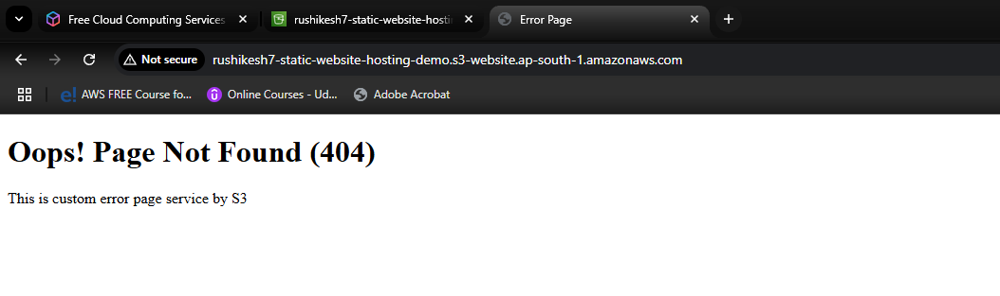 Free Cloud Computing Services
rushikesh7-static-website-hosti
Error Page
Not secure
rushikesh7-static-website-hosting-demo.s3-website.ap-south-1.amazonaws.com
e! AWS FREE Course fo...
Online Courses - Ud...
Adobe Acrobat
Oops! Page Not Found (404)
This is custom error page service by S3